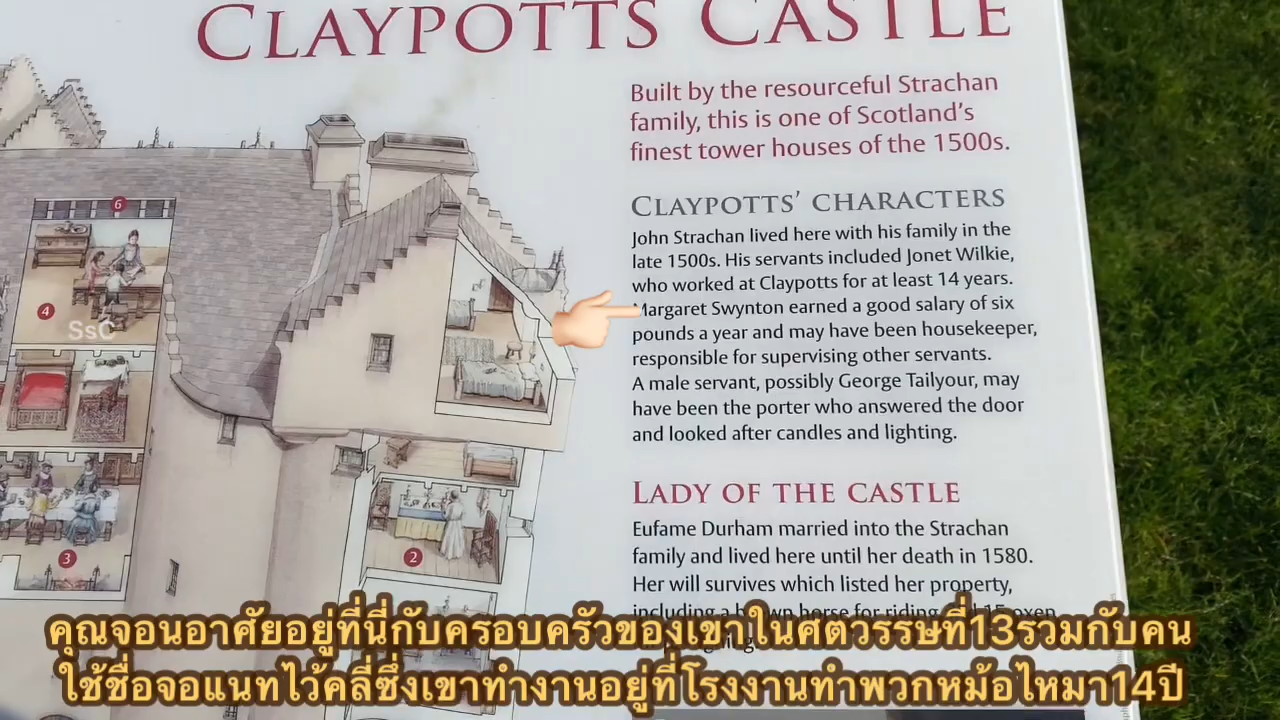 CLAYPOTTS CASTLE
Built by the resourceful Strachan
family, this is one of Scotland's
finest tower houses of the 1500s.
CLAYPOTTS' CHARACTERS
John Strachan lived here with his family in the
late 1500s. His servants included Jonet Wilkie,
who worked at Claypotts for at least 14 years.
Margaret Swynton earned a good salary of six
pounds a year and may have been housekeeper,
responsible for supervising other servants.
A male servant, possibly George Tailyour, may
have been the porter who answered the door
and looked after candles and lighting.
LADY OF THE CASTLE
Eufame Durham married into the Strachan
family and lived here until her death in 1580.
Her will survives which listed her property,
including a brown horse for riding and 15 oxen
6
4
SsC
3
2
คุณจอนอาศัยอยู่ที่นี่กับครอบครัวของเขาในศตวรรษที่13รวมกับคน
ใช้ชื่อจอแนทไว้คลี่ซึ่งเขาทำงานอยู่ที่โรงงานทำพวกหม้อไหมา14ปี